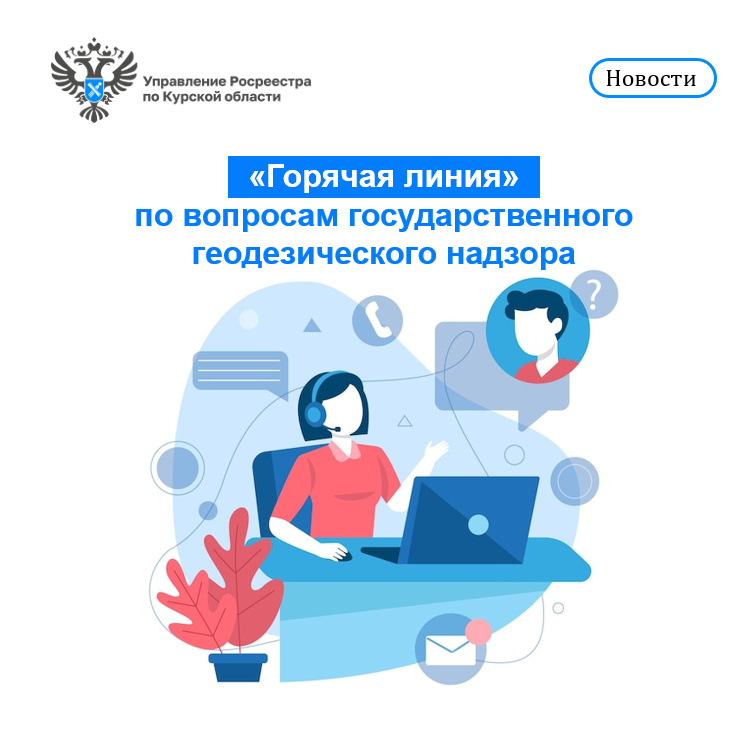 Управление Росреестра
по Курской области
Новости
«Горячая линия»
по вопросам государственного
геодезического надзора
?